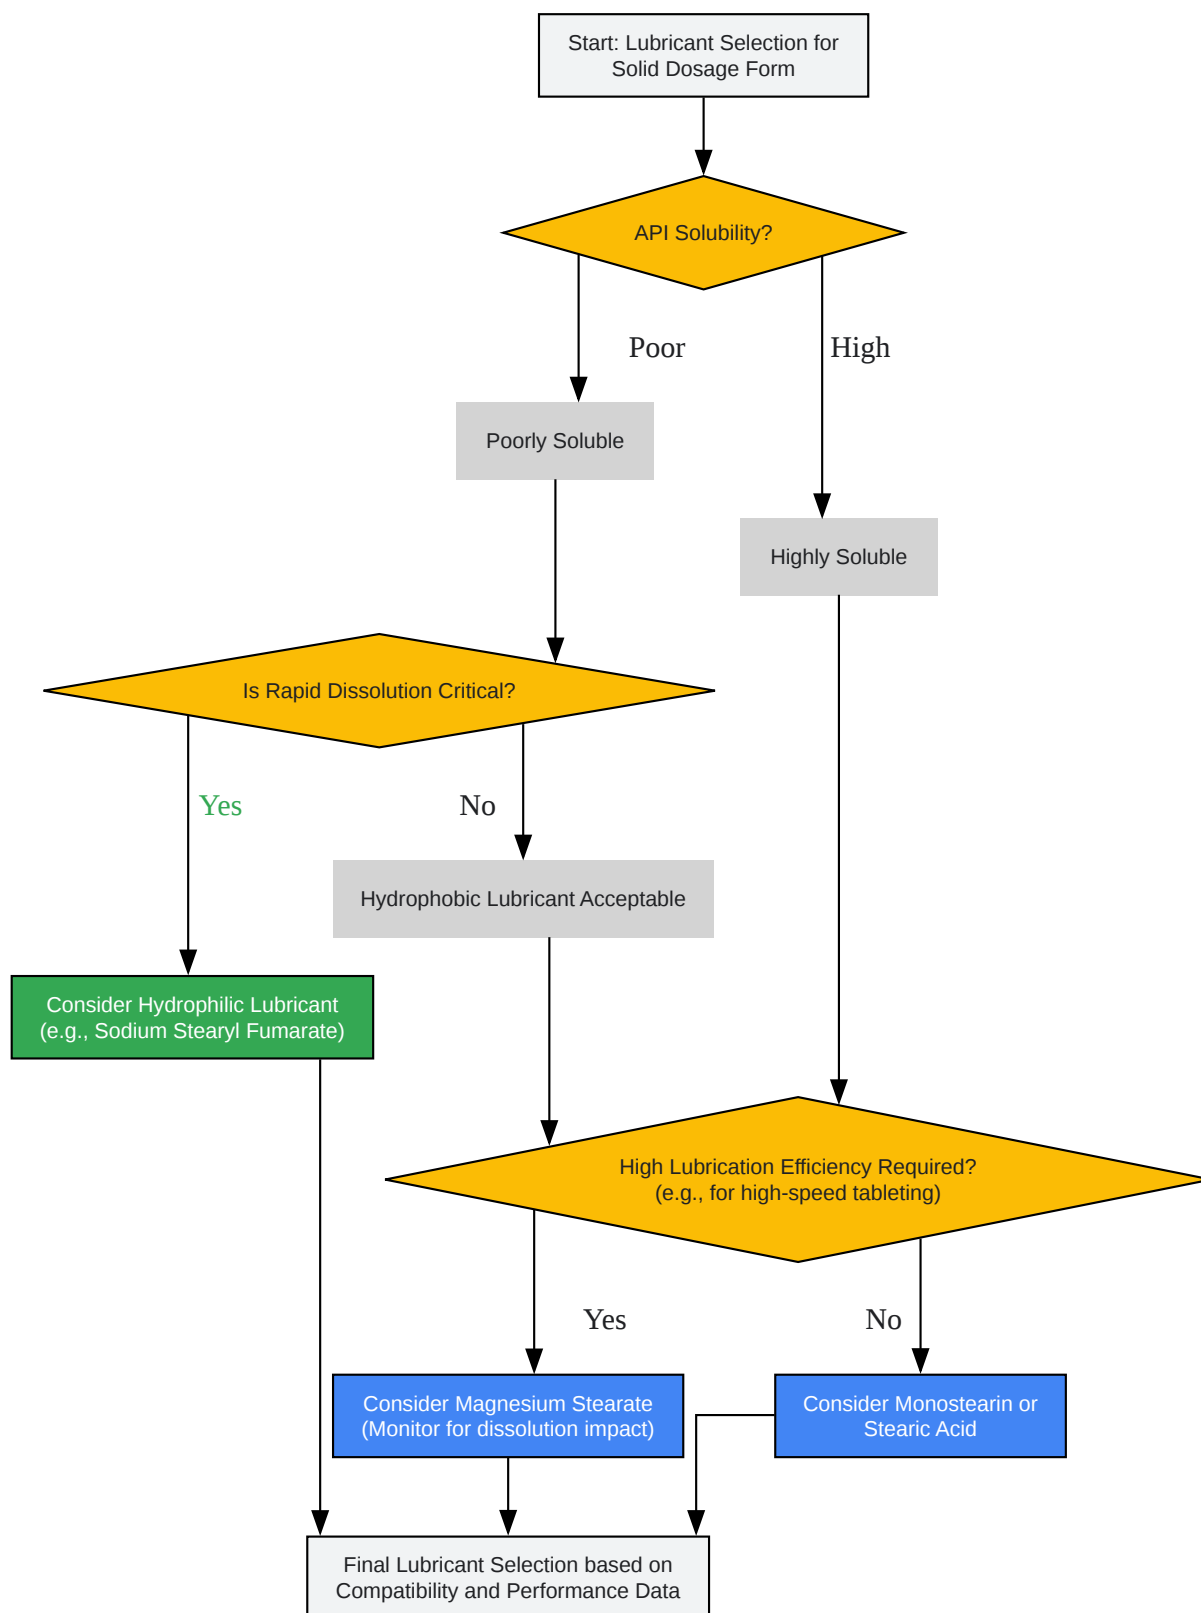 Start: Lubricant Selection for
Solid Dosage Form
API Solubility?
Poor
High
Poorly Soluble
Highly Soluble
Is Rapid Dissolution Critical?
Yes
No
Hydrophobic Lubricant Acceptable
Consider Hydrophilic Lubricant
(e.g., Sodium Stearyl Fumarate)
High Lubrication Efficiency Required?
(e.g., for high-speed tableting)
Yes
No
Consider Magnesium Stearate
(Monitor for dissolution impact)
Consider Monostearin or
Stearic Acid
Final Lubricant Selection based on
Compatibility and Performance Data